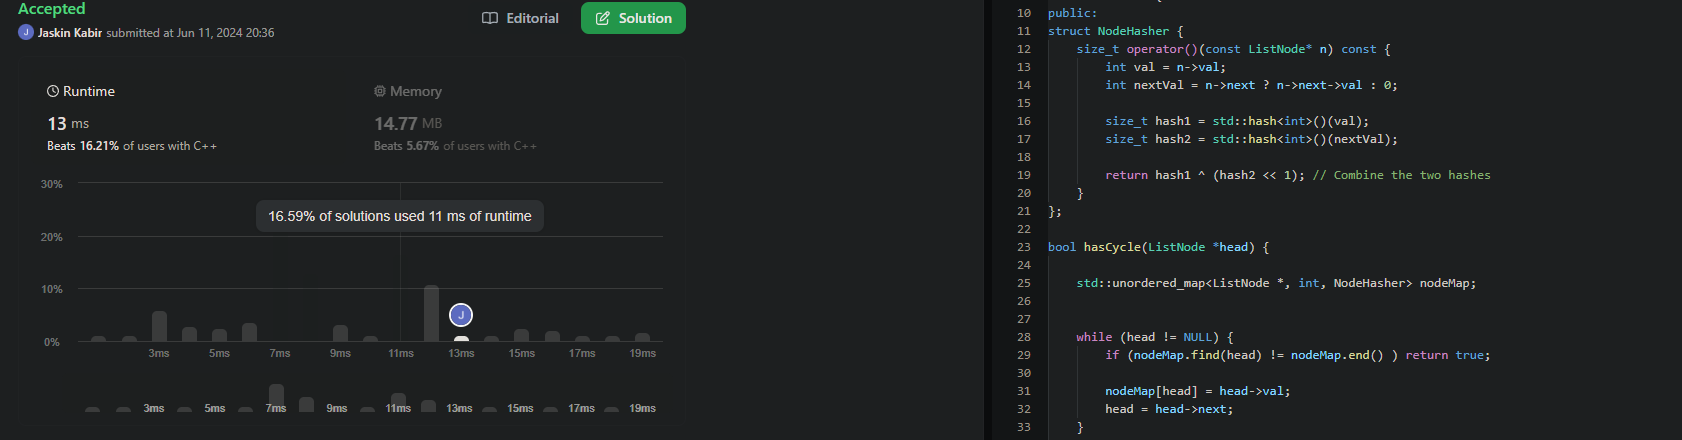 Accepted
Editorial
Solution
J Jaskin Kabir submitted at Jun 11, 2024 20:36
Runtime
Memory
13 ms
14.77 MB
Beats 16.21% of users with C++
Beats 5.67% of users with C++
30%
16.59% of solutions used 11 ms of runtime
20%
10%
J
0%
3ms 5ms 7ms 9ms 11ms 13ms 15ms 17ms 19ms
3ms 5ms 7ms 9ms 11ms 13ms 15ms 17ms 19ms
10 public:
11 struct NodeHasher {
12     size_t operator()(const ListNode* n) const {
13         int val = n->val;
14         int nextVal = n->next ? n->next->val : 0;
15
16         size_t hash1 = std::hash<int>()(val);
17         size_t hash2 = std::hash<int>()(nextVal);
18
19         return hash1 ^ (hash2 << 1); // Combine the two hashes
20     }
21 };
22
23 bool hasCycle(ListNode *head) {
24
25     std::unordered_map<ListNode *, int, NodeHasher> nodeMap;
26
27
28     while (head != NULL) {
29         if (nodeMap.find(head) != nodeMap.end() ) return true;
30
31         nodeMap[head] = head->val;
32         head = head->next;
33     }